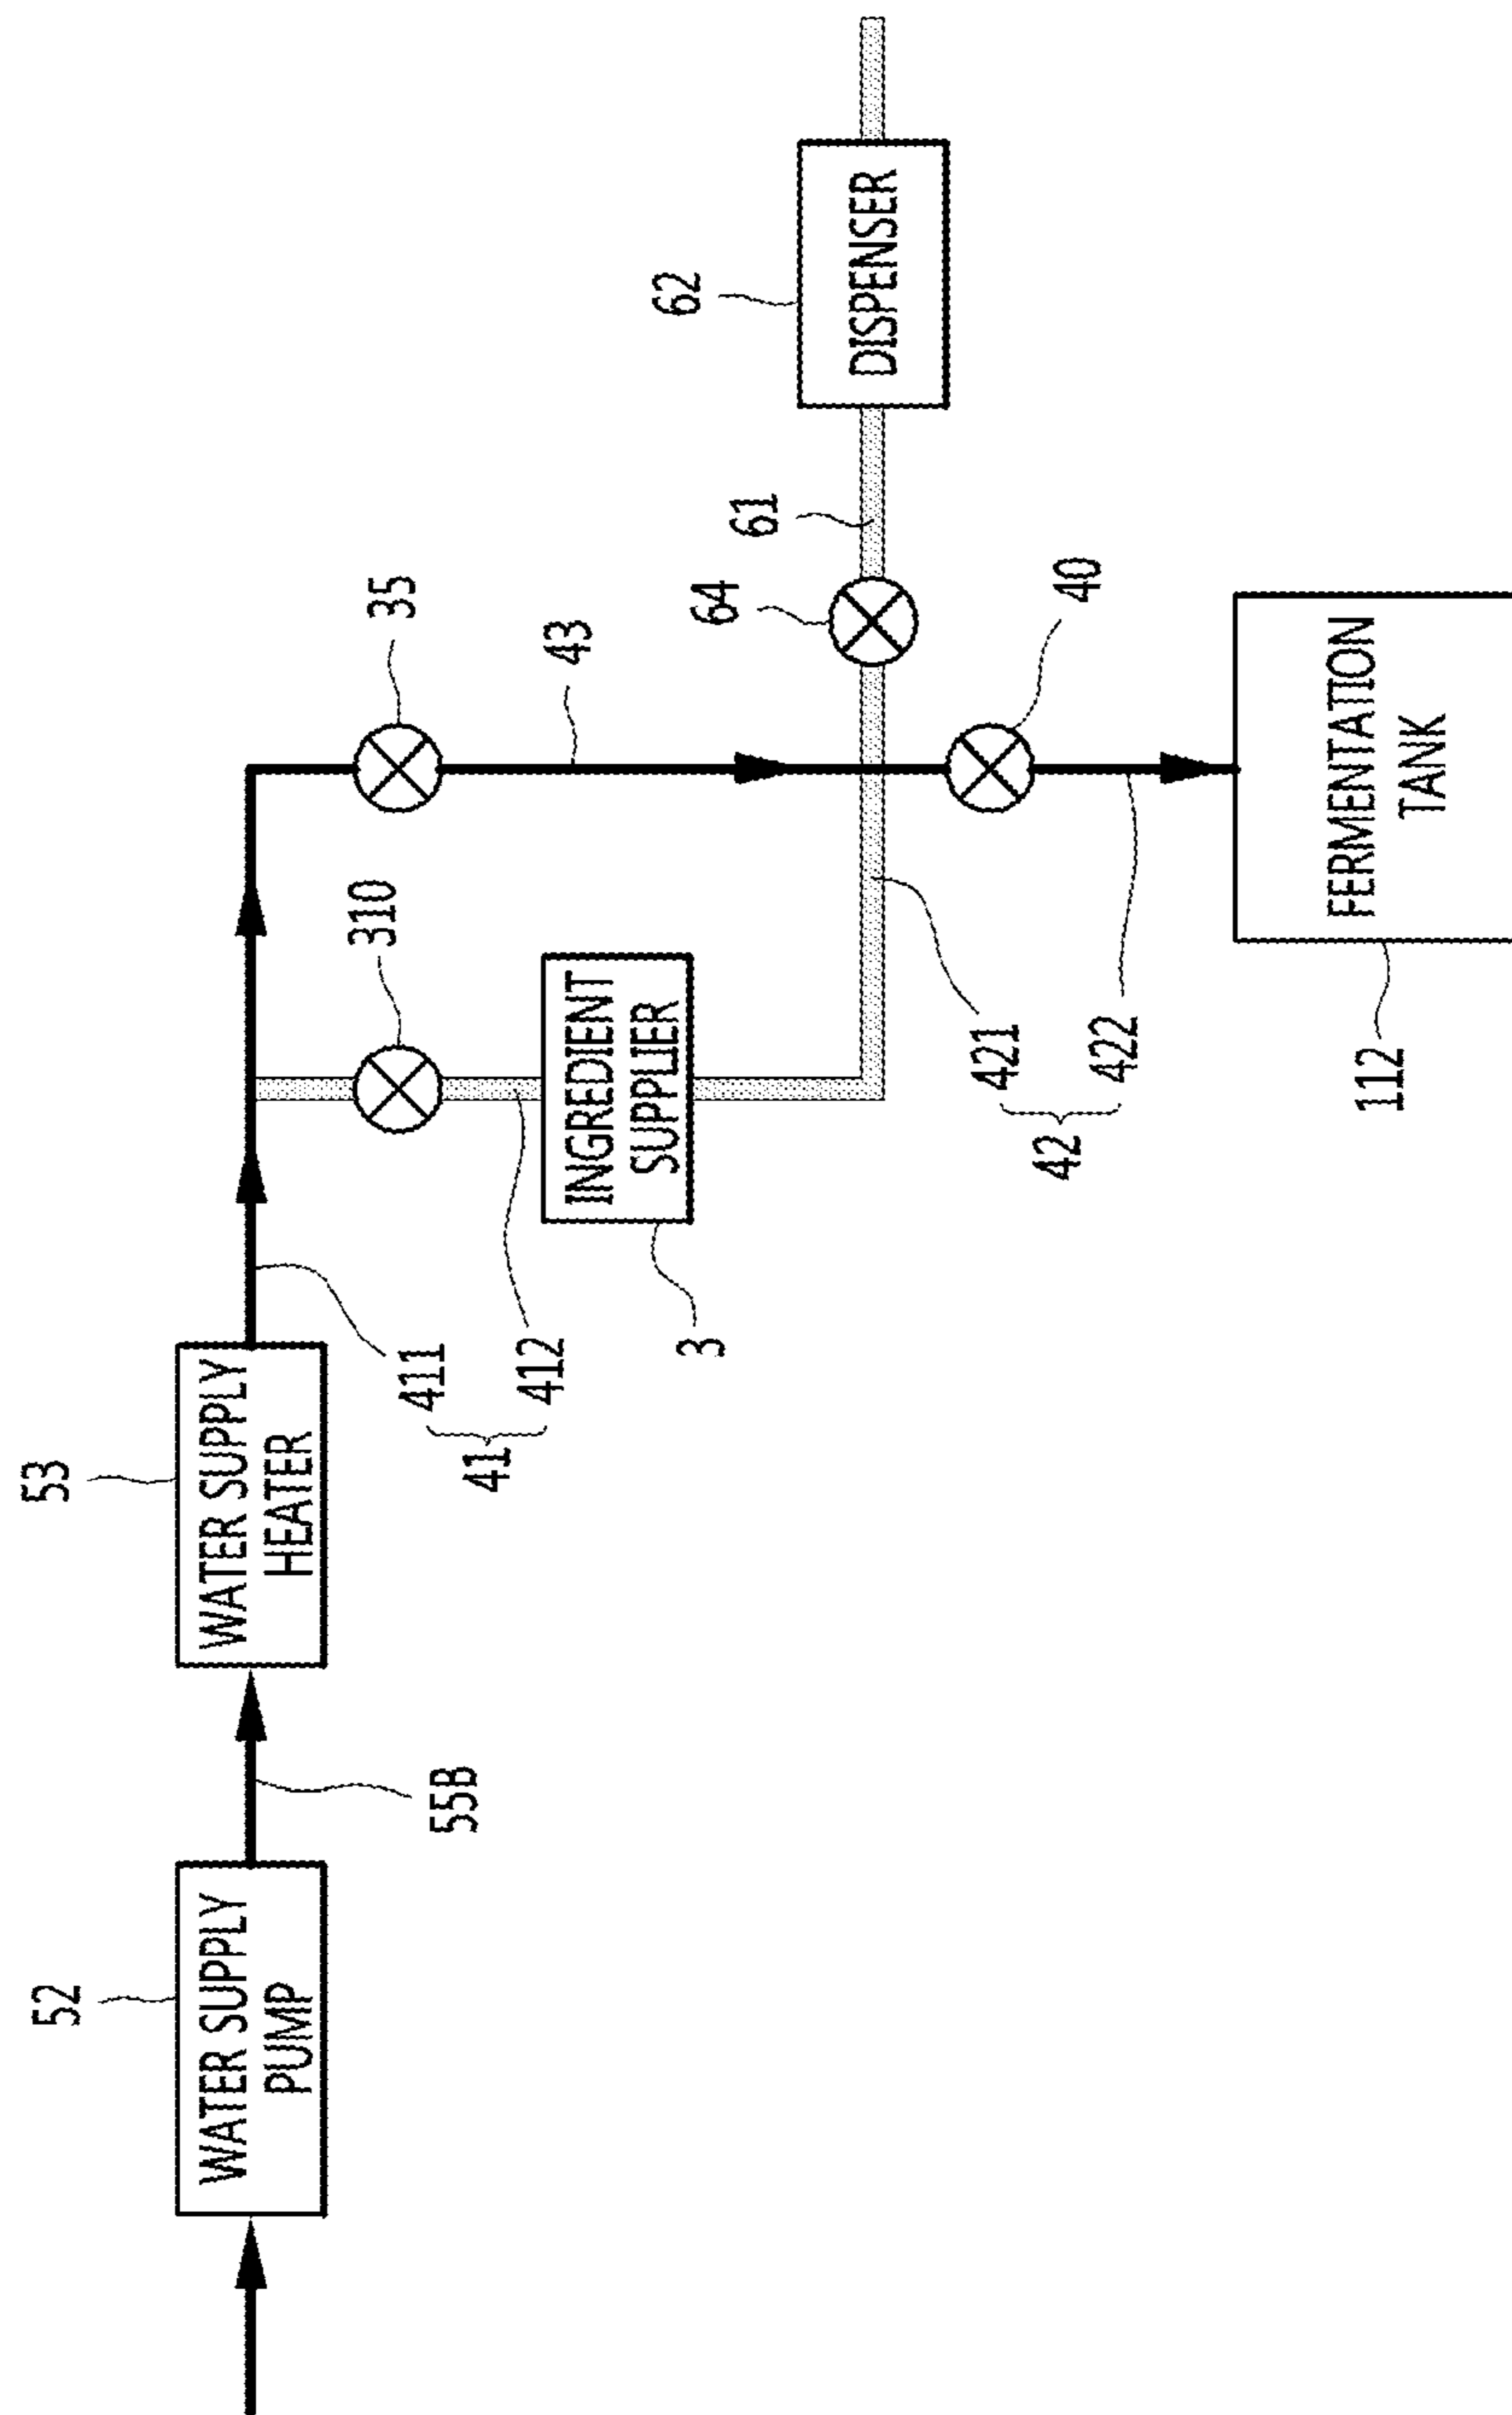 52
WATER SUPPLY
PUMP
55B
53
WATER SUPPLY
HEATER
411
412
41
3
INGREDIENT
SUPPLIER
310
35
43
421
422
42
64
61
40
62
DISPENSER
112
FERMENTATION
TANK